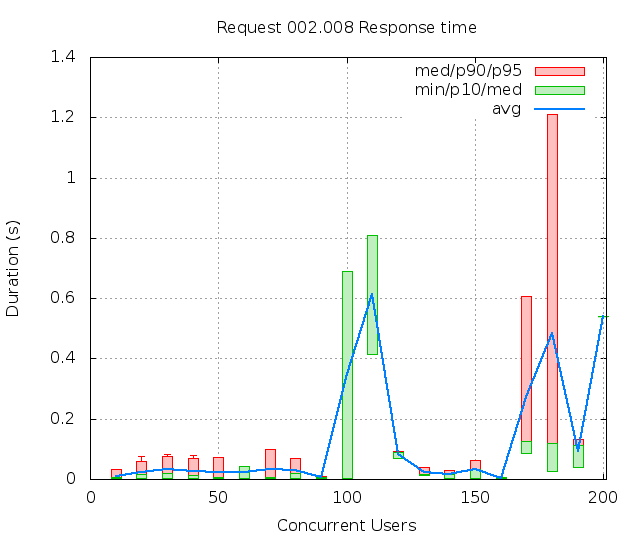 Request 002.008 Response time
1.4
1.2
1
0.8
0.6
0.4
0.2
0
Duration (s)
med/p90/p95
min/p10/med
avg
0 50 100 150 200
Concurrent Users